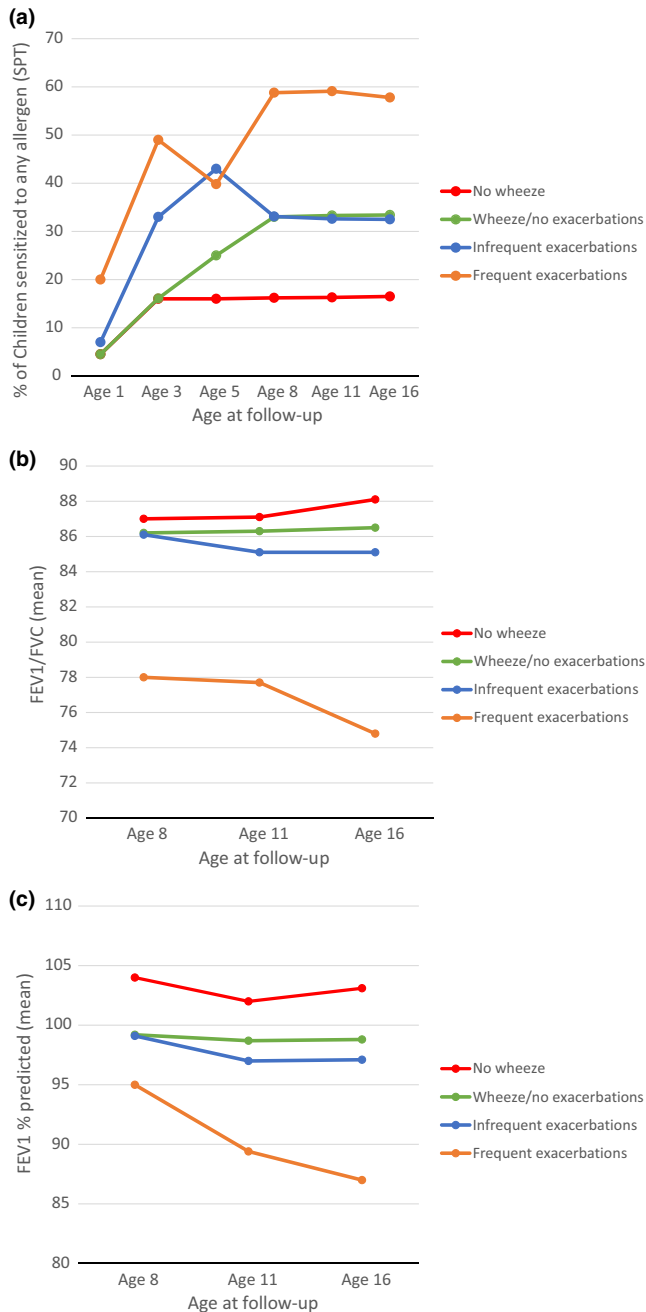 (a)
% of Children sensitized to any allergen (SPT)
70
60
50
40
30
20
10
0
Age 1 Age 3 Age 5 Age 8 Age 11 Age 16
Age at follow-up
No wheeze
Wheeze/no exacerbations
Infrequent exacerbations
Frequent exacerbations
(b)
FEV1/FVC (mean)
90
88
86
84
82
80
78
76
74
72
70
Age 8 Age 11 Age 16
Age at follow-up
No wheeze
Wheeze/no exacerbations
Infrequent exacerbations
Frequent exacerbations
(c)
FEV1 % predicted (mean)
110
105
100
95
90
85
80
Age 8 Age 11 Age 16
Age at follow-up
No wheeze
Wheeze/no exacerbations
Infrequent exacerbations
Frequent exacerbations